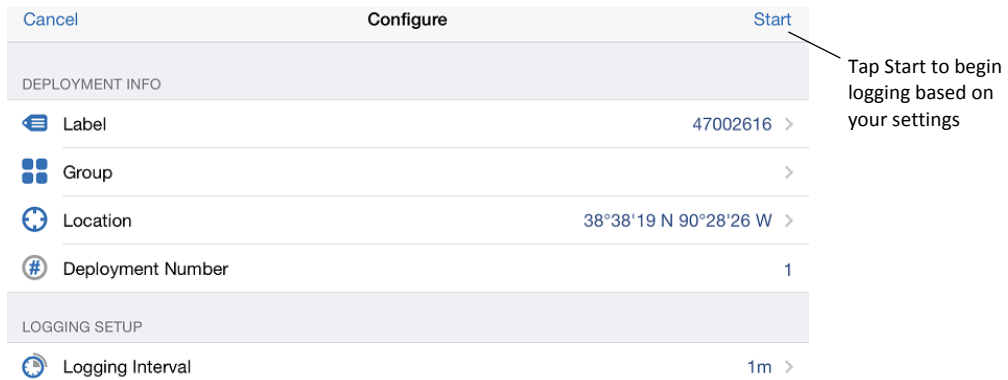 Cancel Configure Start
Tap Start to begin
logging based on
your settings
DEPLOYMENT INFO
Label 47002616
Group
Location 38°38'19 N 90°28'26 W
# Deployment Number 1
LOGGING SETUP
Logging Interval 1m